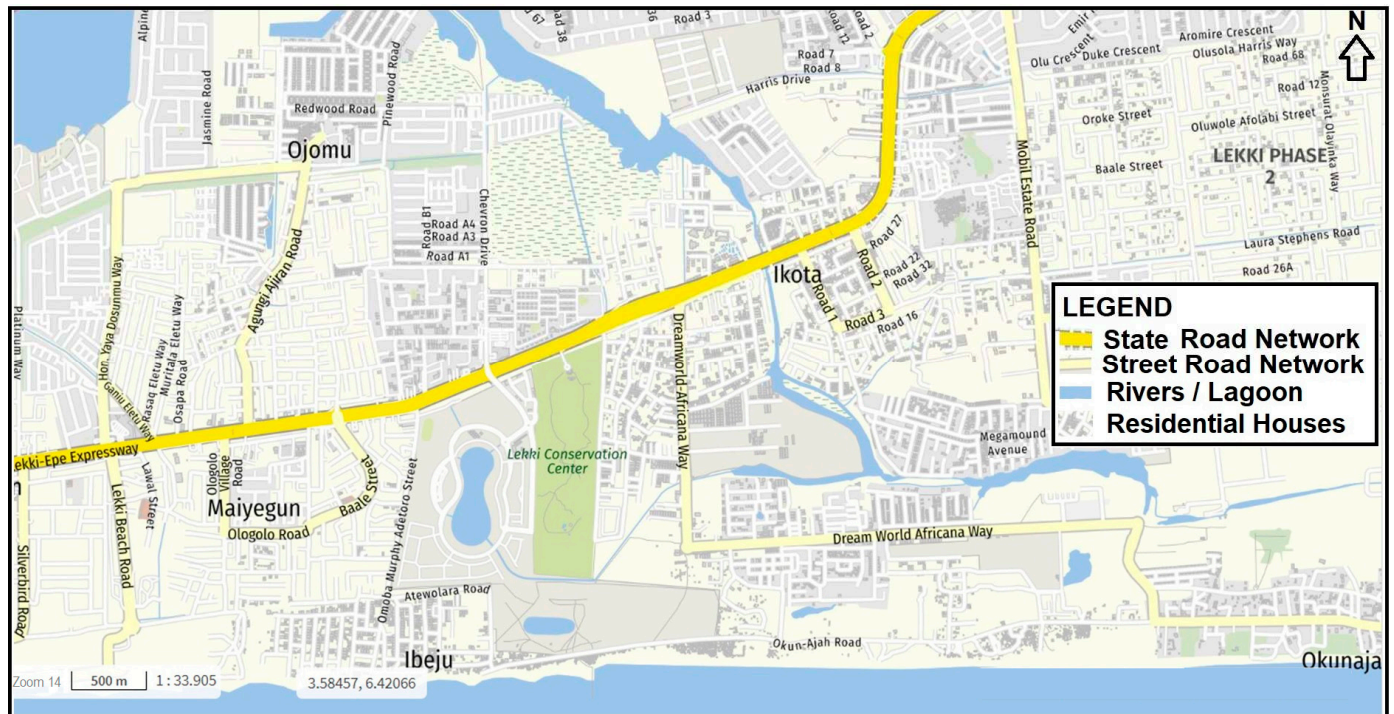 Alpine
d 67
d 38
36
Road 3
Road 12
Road 2
Road 7
Road 8
Harris Drive
Emir
Olu Crescent
Duke Crescent
Aromire Crescent
Olusola Harris Way
Road 68
N
Road 12
Monsurat Olayinka Way
Oroke Street
Oluwole Afolabi Street
Baale Street
LEKKI PHASE
2
Laura Stephens Road
Road 26A
Mobil Estate Road
Jasmine Road
Redwood Road
Pinewood Road
Ojomu
Road B1
Road A4
Road A3
Road A1
Chevron Drive
Agungi Ajiran Road
Hon. Yaya Dosunmu Way
Platinum Way
Ganiu Eletu Way
Rasaq Eletu Way
Muritala Eletu Way
Osapa Road
Ikota
Road 27
Road 2
Road 22
Road 32
Road 1
Road 3
Road 16
Dreamworld-Africana Way
LEGEND
State Road Network
Street Road Network
Rivers / Lagoon
Residential Houses
Megamound
Avenue
ekki-Epe Expressway
n
Lekki Conservation
Center
Lawal Street
Ologolo
Village
Road
Maiyegun
Baale Street
Ologolo Road
Lekki Beach Road
Silverbird Road
Omoba Murphy Adetoro Street
Atewolara Road
Dream World Africana Way
Okun-Ajah Road
Ibeju
Okunaja
Zoom 14
500 m
1 : 33.905
3.58457, 6.42066